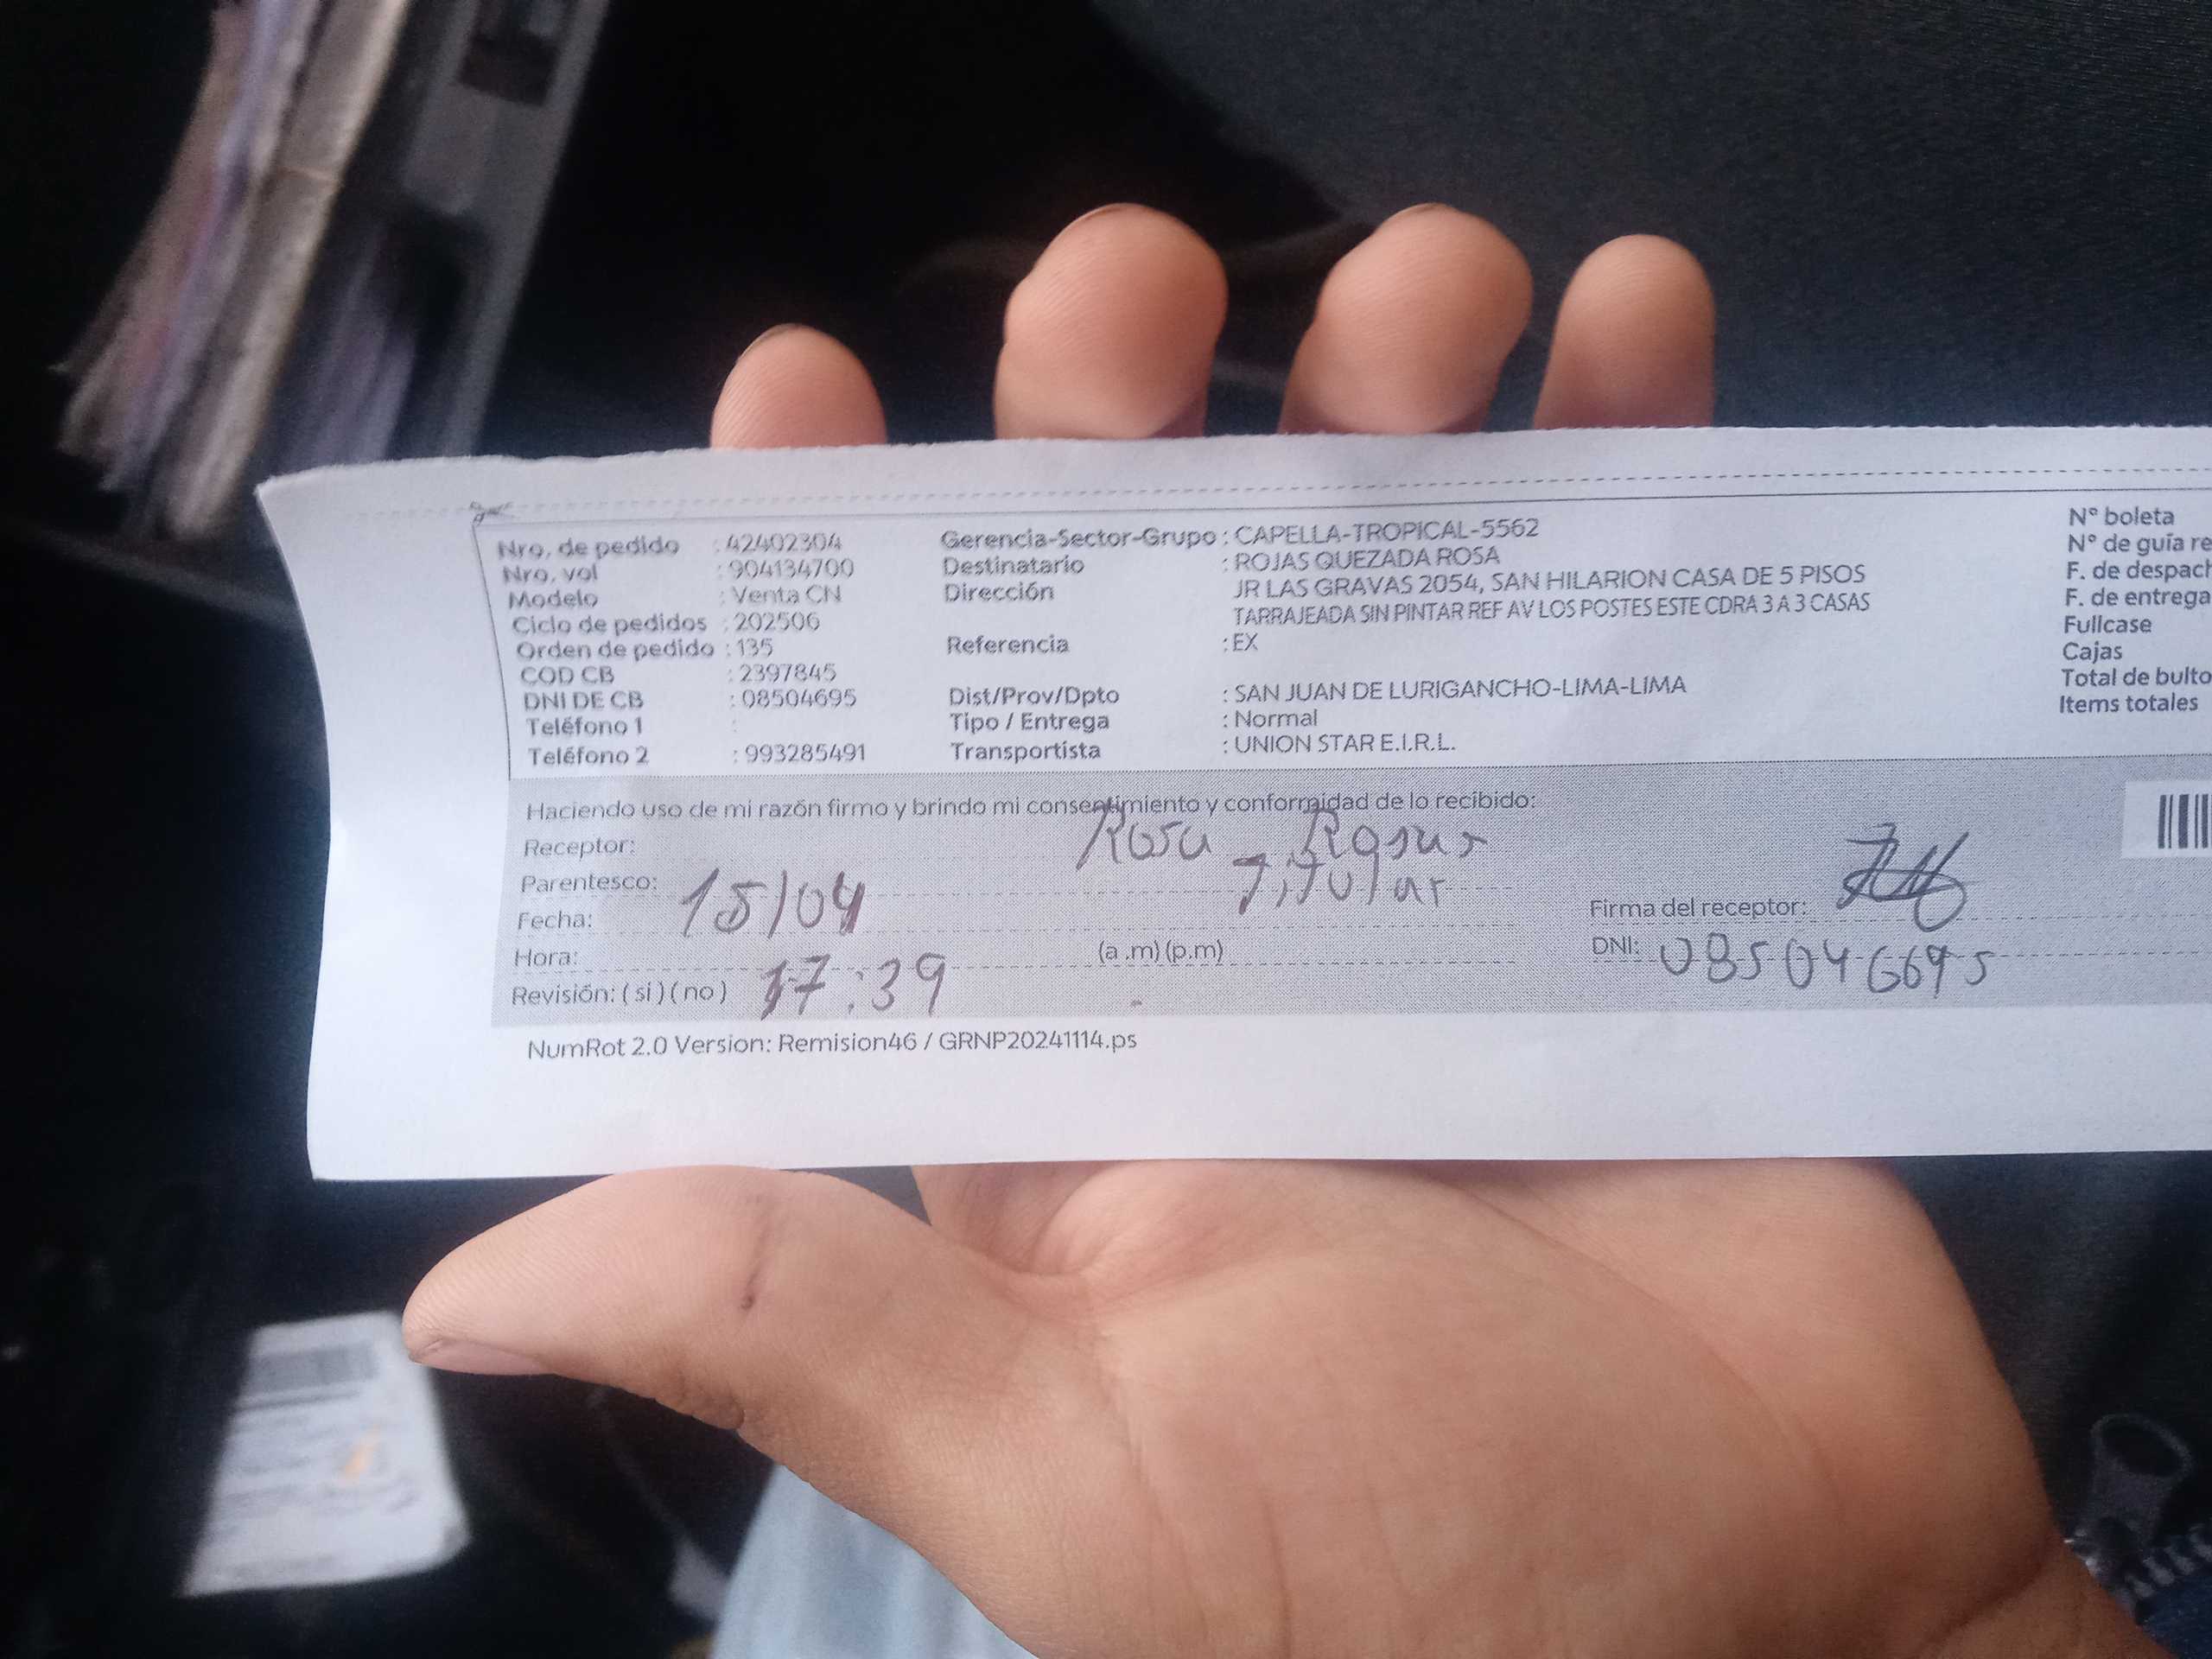 Nro. de pedido : 42402304
Nro. vol : 904134700
Modelo : Venta CN
Ciclo de pedidos : 202506
Orden de pedido : 135
COD CB : 2397845
DNI DE CB : 08504695
Teléfono 1 :
Teléfono 2 : 993285491
Gerencia-Sector-Grupo : CAPELLA-TROPICAL-5562
Destinatario : ROJAS QUEZADA ROSA
Dirección JR LAS GRAVAS 2054, SAN HILARION CASA DE 5 PISOS
TARRAJEADA SIN PINTAR REF AV LOS POSTES ESTE CDRA 3 A 3 CASAS
Referencia : EX
Dist/Prov/Dpto : SAN JUAN DE LURIGANCHO-LIMA-LIMA
Tipo / Entrega : Normal
Transportista : UNION STAR E.I.R.L.
N° boleta
N° de guía re
F. de despach
F. de entrega
Fullcase
Cajas
Total de bulto
Items totales
Haciendo uso de mi razón firmo y brindo mi consentimiento y conformidad de lo recibido:
Receptor: Rosa
Parentesco: Titular
Fecha: 15/04
Hora: 17:39 (a .m) (p.m)
Revisión: ( si ) ( no )
Firma del receptor:
DNI: 085046695
NumRot 2.0 Version: Remision46 / GRNP20241114.ps